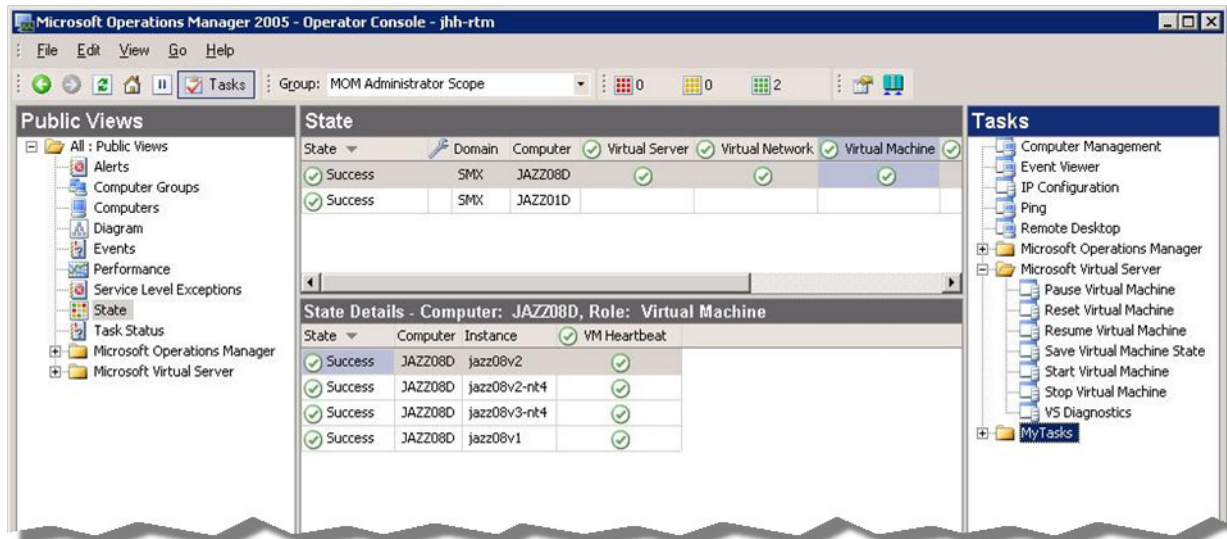 Microsoft Operations Manager 2005 - Operator Console - jhh-rtm
File Edit View Go Help
Tasks Group: MOM Administrator Scope 0 0 2
Public Views
All : Public Views
Alerts
Computer Groups
Computers
Diagram
Events
Performance
Service Level Exceptions
State
Task Status
Microsoft Operations Manager
Microsoft Virtual Server
State
State Domain Computer Virtual Server Virtual Network Virtual Machine
Success SMX JAZZ08D
Success SMX JAZZ01D
State Details - Computer: JAZZ08D, Role: Virtual Machine
State Computer Instance VM Heartbeat
Success JAZZ08D jazz08v2
Success JAZZ08D jazz08v2-nt4
Success JAZZ08D jazz08v3-nt4
Success JAZZ08D jazz08v1
Tasks
Computer Management
Event Viewer
IP Configuration
Ping
Remote Desktop
Microsoft Operations Manager
Microsoft Virtual Server
Pause Virtual Machine
Reset Virtual Machine
Resume Virtual Machine
Save Virtual Machine State
Start Virtual Machine
Stop Virtual Machine
VS Diagnostics
MyTasks